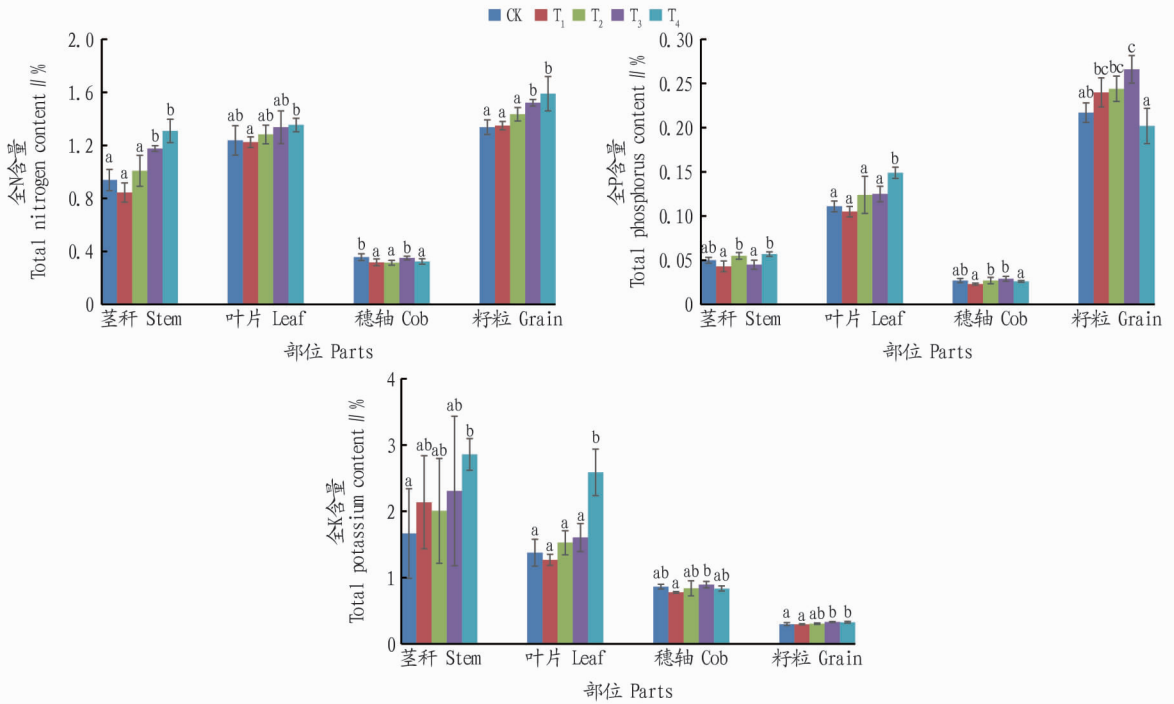 CK T₁ T₂ T₃ T₄
全N含量
Total nitrogen content∥%
2.0
1.6
1.2
0.8
0.4
0
a a a b b
ab a ab ab b
b a a b a
a a a b b
茎秆 Stem 叶片 Leaf 穗轴 Cob 籽粒 Grain
部位 Parts
全P含量
Total phosphorus content∥%
0.30
0.25
0.20
0.15
0.10
0.05
0
ab a b a b
a a a a b
ab a b b a
ab bc bc c a
茎秆 Stem 叶片 Leaf 穗轴 Cob 籽粒 Grain
部位 Parts
全K含量
Total potassium content∥%
4
3
2
1
0
a ab ab ab b
a a a a b
ab a ab b ab
a a ab b b
茎秆 Stem 叶片 Leaf 穗轴 Cob 籽粒 Grain
部位 Parts